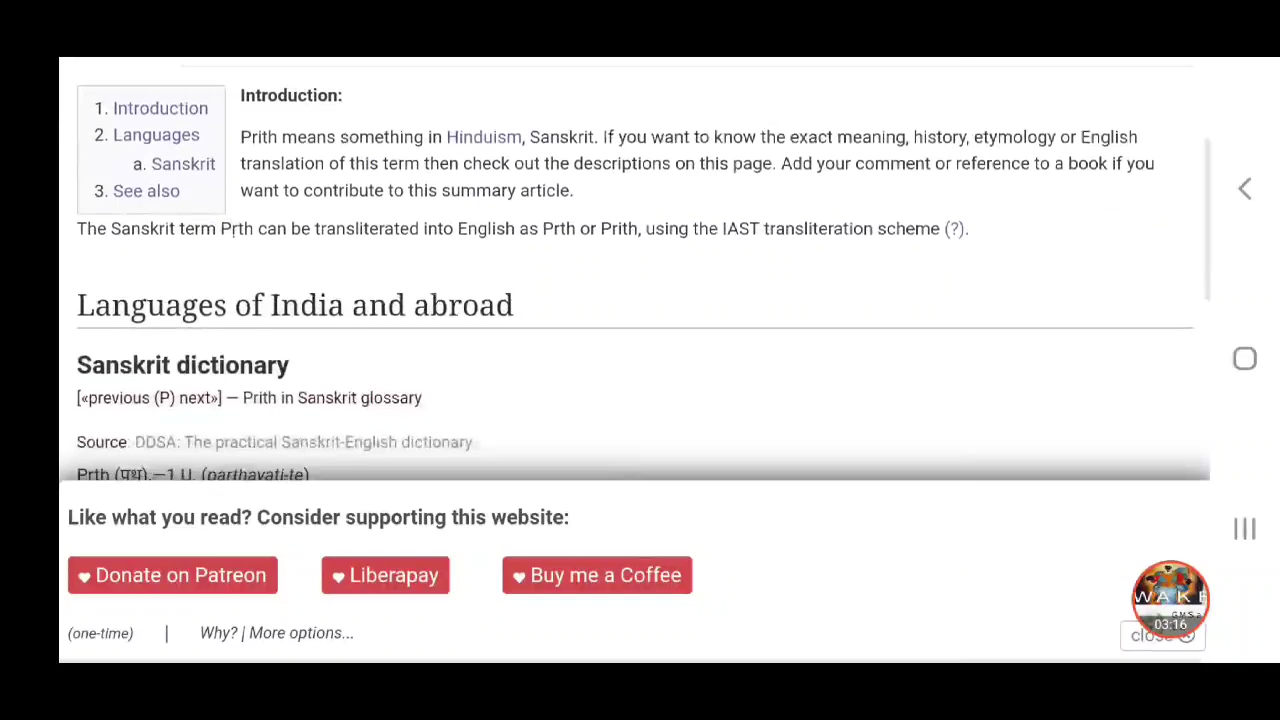 1. Introduction
2. Languages
a. Sanskrit
3. See also
Introduction:
Prith means something in Hinduism, Sanskrit. If you want to know the exact meaning, history, etymology or English
translation of this term then check out the descriptions on this page. Add your comment or reference to a book if you
want to contribute to this summary article.
The Sanskrit term Pṛth can be transliterated into English as Prth or Prith, using the IAST transliteration scheme (?).
Languages of India and abroad
Sanskrit dictionary
[«previous (P) next»] — Prith in Sanskrit glossary
Source: DDSA: The practical Sanskrit-English dictionary
Pṛth (पृथ्).—1 U. (parthayati-te)
Like what you read? Consider supporting this website:
Donate on Patreon
Liberapay
Buy me a Coffee
(one-time) | Why? | More options...
WAKE
GMSa
03:16